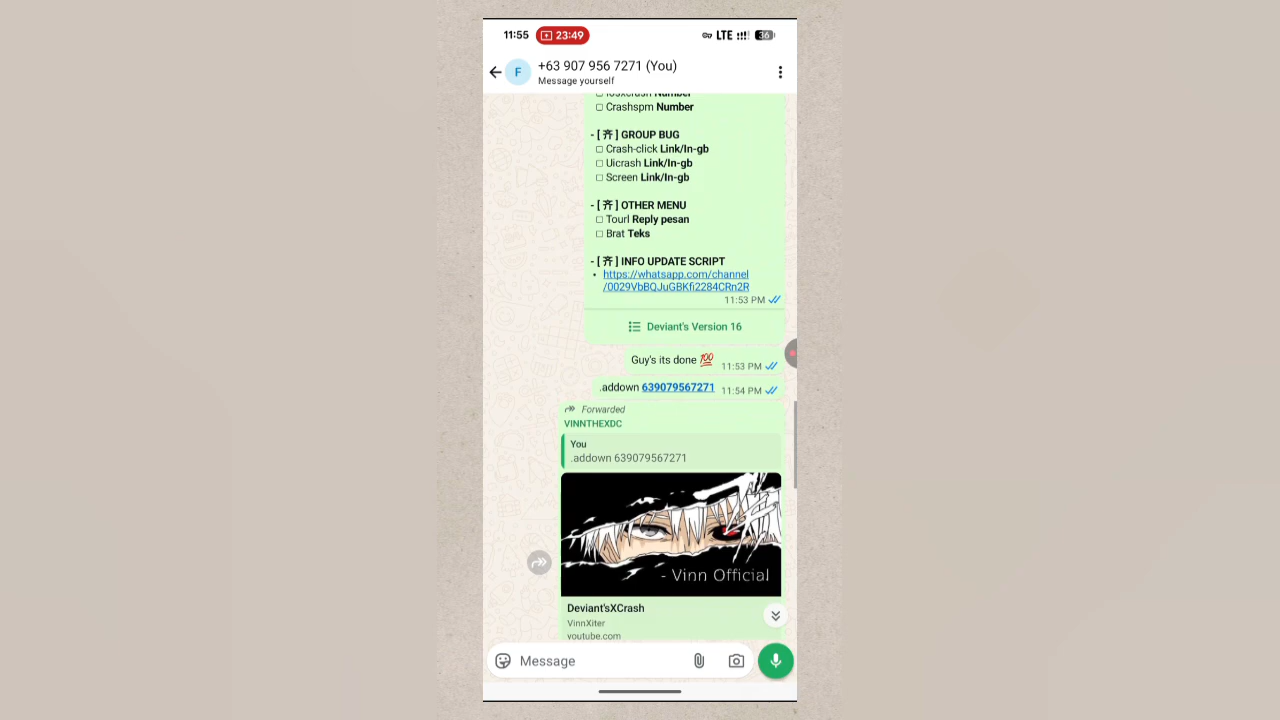 11:55 23:49 LTE 36
F +63 907 956 7271 (You)
Message yourself
Iosxcrash Number
□ Crashspm Number
- [ 齐 ] GROUP BUG
□ Crash-click Link/In-gb
□ Uicrash Link/In-gb
□ Screen Link/In-gb
- [ 齐 ] OTHER MENU
□ Tourl Reply pesan
□ Brat Teks
- [ 齐 ] INFO UPDATE SCRIPT
• https://whatsapp.com/channel
/0029VbBQJuGBKfi2284CRn2R
11:53 PM
Deviant's Version 16
Guy's its done 💯 11:53 PM
.addown 639079567271 11:54 PM
Forwarded
VINNTHEXDC
You
.addown 639079567271
- Vinn Official
Deviant'sXCrash
VinnXiter
youtube.com
Message